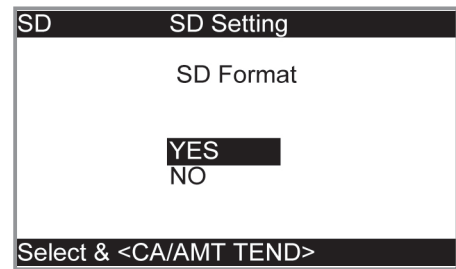 SD SD Setting
SD Format
YES
NO
Select & <CA/AMT TEND>